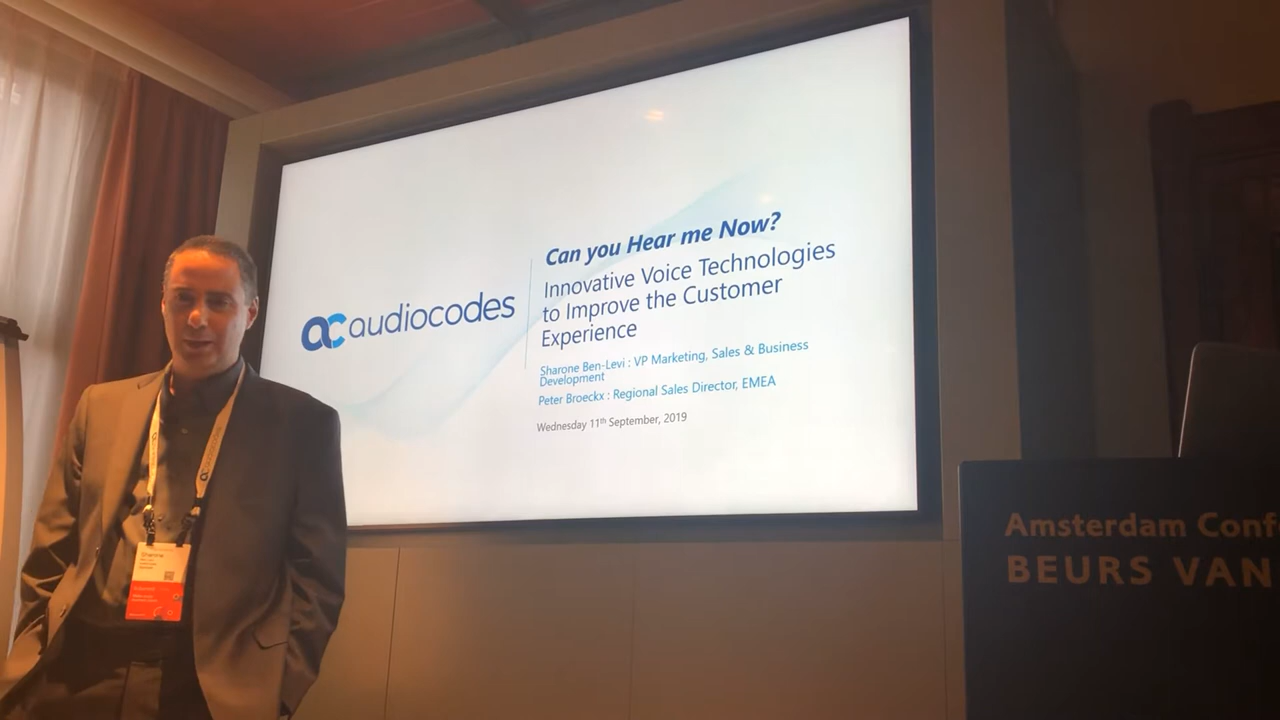 audiocodes
Can you Hear me Now?
Innovative Voice Technologies
to Improve the Customer
Experience
Sharone Ben-Levi : VP Marketing, Sales & Business
Development
Peter Broeckx : Regional Sales Director, EMEA
Wednesday 11th September, 2019
Sharone
Amsterdam Conf
BEURS VAN